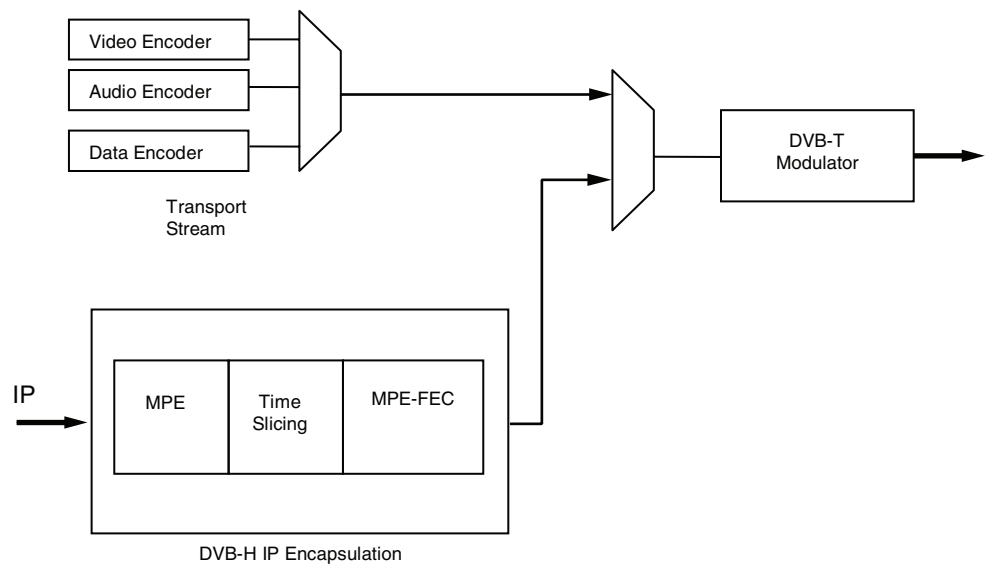 Video Encoder
Audio Encoder
Data Encoder
Transport
Stream
DVB-T
Modulator
IP
MPE
Time
Slicing
MPE-FEC
DVB-H IP Encapsulation